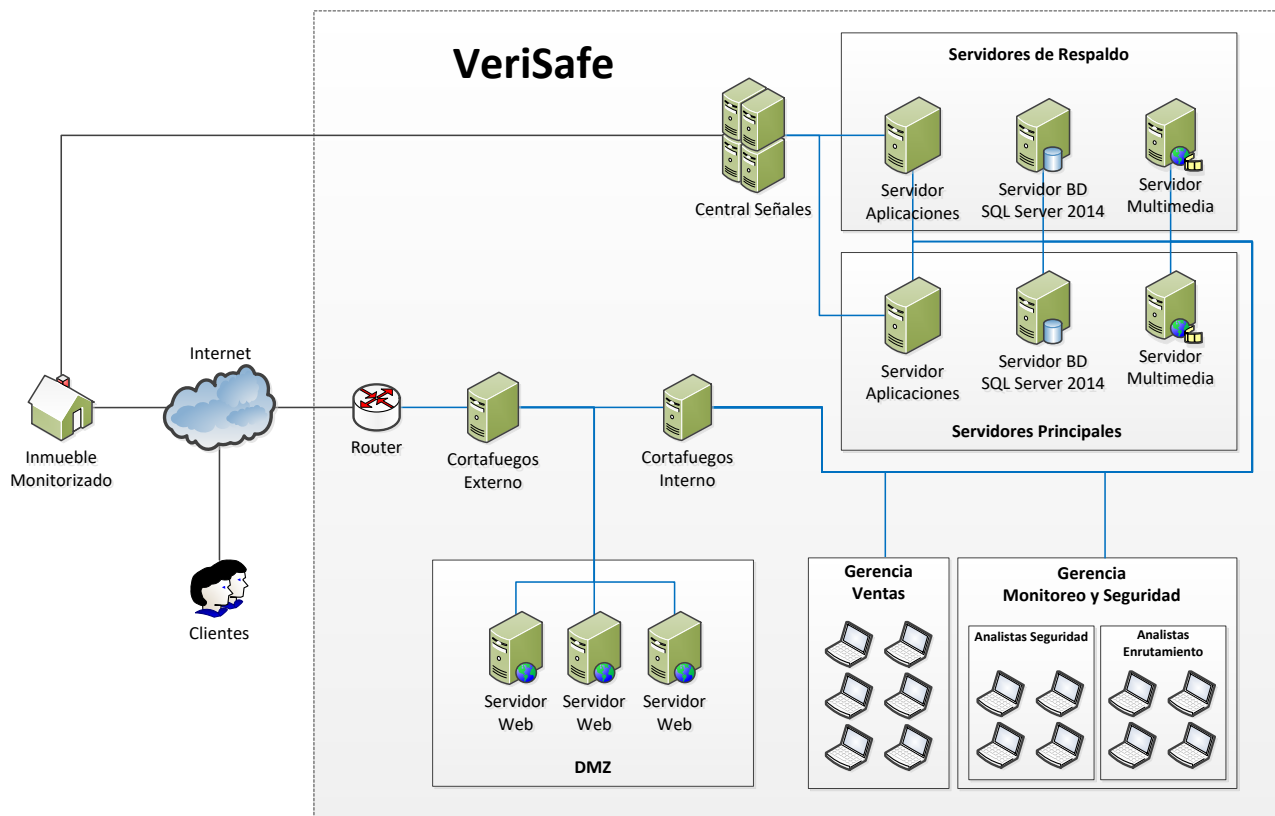 VeriSafe
Servidores de Respaldo
Servidor
Aplicaciones
Servidor BD
SQL Server 2014
Servidor
Multimedia
Central Señales
Servidor
Aplicaciones
Servidor BD
SQL Server 2014
Servidor
Multimedia
Servidores Principales
Internet
Inmueble
Monitorizado
Router
Cortafuegos
Externo
Cortafuegos
Interno
Clientes
Servidor
Web
Servidor
Web
Servidor
Web
DMZ
Gerencia
Ventas
Gerencia
Monitoreo y Seguridad
Analistas Seguridad
Analistas
Enrutamiento